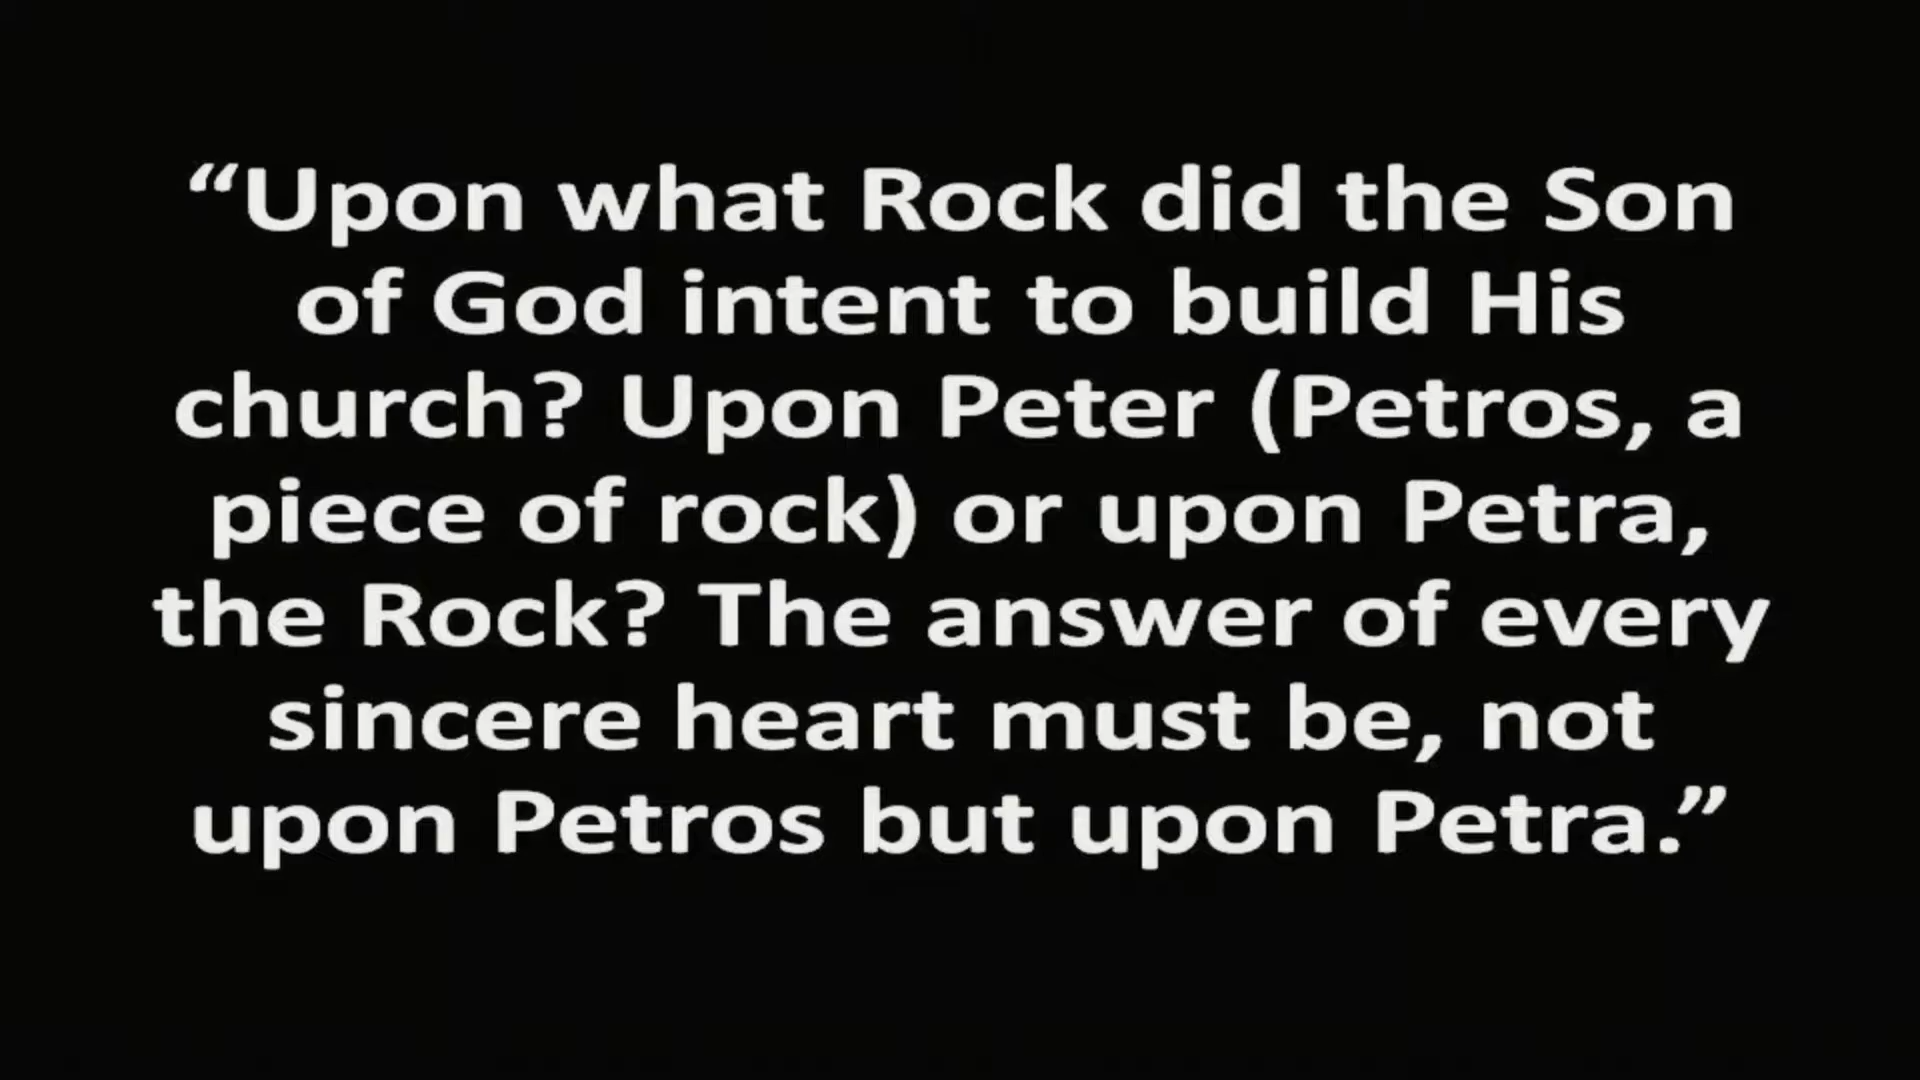 “Upon what Rock did the Son
of God intent to build His
church? Upon Peter (Petros, a
piece of rock) or upon Petra,
the Rock? The answer of every
sincere heart must be, not
upon Petros but upon Petra.”